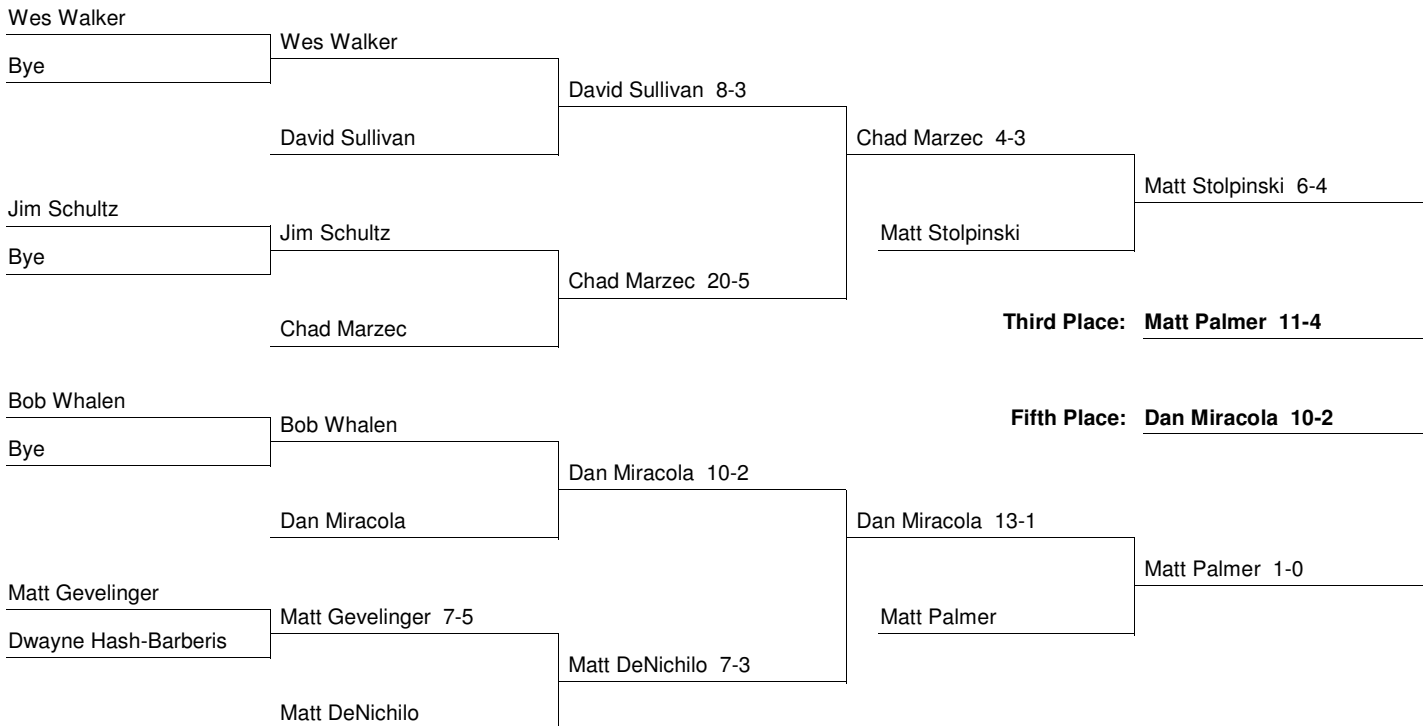 Wes Walker
Wes Walker
Bye
David Sullivan 8-3
David Sullivan
Chad Marzec 4-3
Matt Stolpinski 6-4
Jim Schultz
Jim Schultz
Matt Stolpinski
Bye
Chad Marzec 20-5
Chad Marzec
Third Place: Matt Palmer 11-4
Bob Whalen
Bob Whalen
Fifth Place: Dan Miracola 10-2
Bye
Dan Miracola 10-2
Dan Miracola
Dan Miracola 13-1
Matt Palmer 1-0
Matt Gevelinger
Matt Gevelinger 7-5
Matt Palmer
Dwayne Hash-Barberis
Matt DeNichilo 7-3
Matt DeNichilo